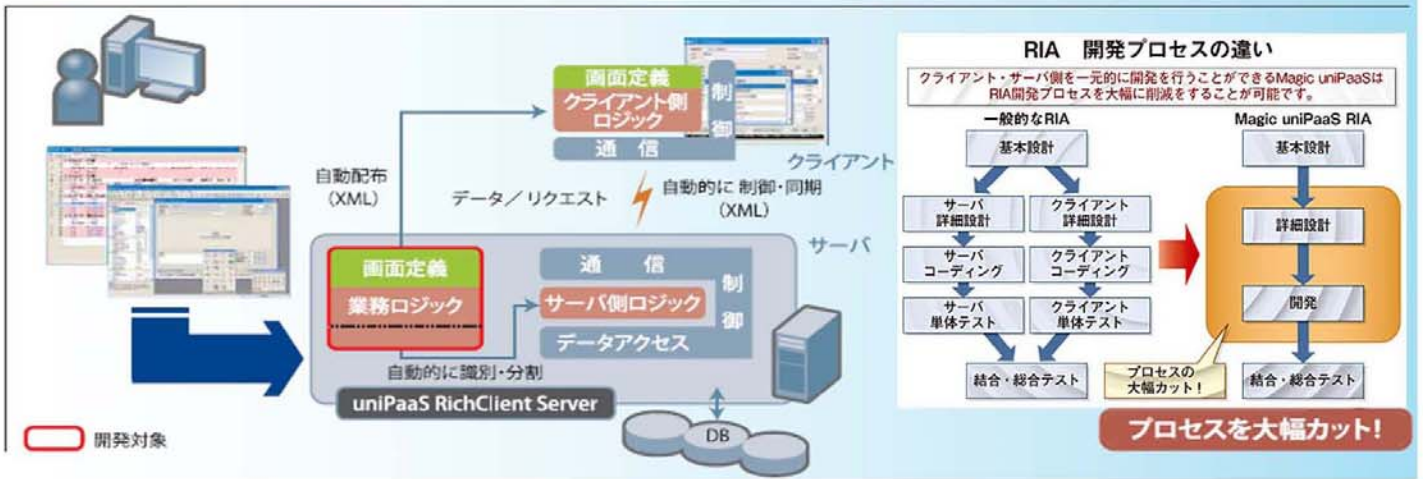 画面定義
クライアント側
ロジック
制
御
通 信
クライアント
自動配布
(XML)
データ/リクエスト
自動的に 制御・同期
(XML)
サーバ
画面定義
業務ロジック
通 信
サーバ側ロジック
制
御
データアクセス
自動的に識別・分割
uniPaaS RichClient Server
DB
開発対象
RIA 開発プロセスの違い
クライアント・サーバ側を一元的に開発を行うことができるMagic uniPaaSは
RIA開発プロセスを大幅に削減をすることが可能です。
一般的なRIA
基本設計
サーバ
詳細設計
クライアント
詳細設計
サーバ
コーディング
クライアント
コーディング
サーバ
単体テスト
クライアント
単体テスト
結合・総合テスト
Magic uniPaaS RIA
基本設計
詳細設計
開発
プロセスの
大幅カット!
結合・総合テスト
プロセスを大幅カット!